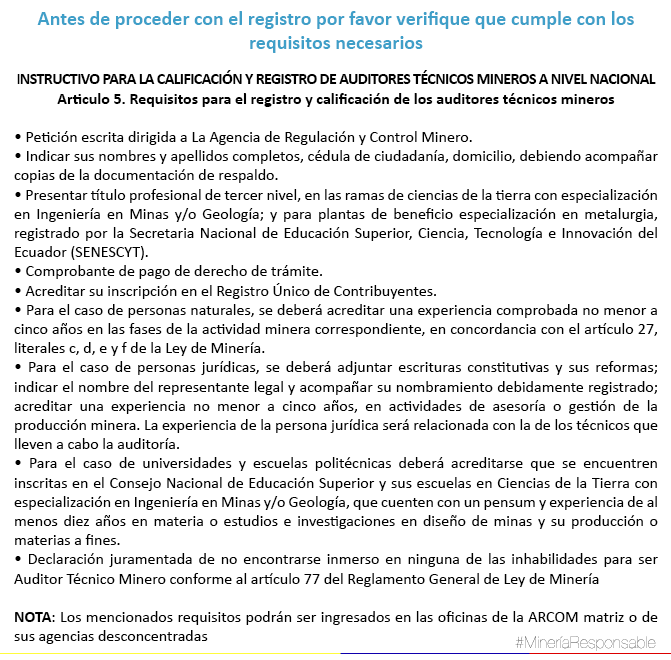 Antes de proceder con el registro por favor verifique que cumple con los
requisitos necesarios
INSTRUCTIVO PARA LA CALIFICACIÓN Y REGISTRO DE AUDITORES TÉCNICOS MINEROS A NIVEL NACIONAL
Articulo 5. Requisitos para el registro y calificación de los auditores técnicos mineros
• Petición escrita dirigida a La Agencia de Regulación y Control Minero.
• Indicar sus nombres y apellidos completos, cédula de ciudadanía, domicilio, debiendo acompañar
copias de la documentación de respaldo.
• Presentar título profesional de tercer nivel, en las ramas de ciencias de la tierra con especialización
en Ingeniería en Minas y/o Geología; y para plantas de beneficio especialización en metalurgia,
registrado por la Secretaria Nacional de Educación Superior, Ciencia, Tecnología e Innovación del
Ecuador (SENESCYT).
• Comprobante de pago de derecho de trámite.
• Acreditar su inscripción en el Registro Único de Contribuyentes.
• Para el caso de personas naturales, se deberá acreditar una experiencia comprobada no menor a
cinco años en las fases de la actividad minera correspondiente, en concordancia con el artículo 27,
literales c, d, e y f de la Ley de Minería.
• Para el caso de personas jurídicas, se deberá adjuntar escrituras constitutivas y sus reformas;
indicar el nombre del representante legal y acompañar su nombramiento debidamente registrado;
acreditar una experiencia no menor a cinco años, en actividades de asesoría o gestión de la
producción minera. La experiencia de la persona jurídica será relacionada con la de los técnicos que
lleven a cabo la auditoría.
• Para el caso de universidades y escuelas politécnicas deberá acreditarse que se encuentren
inscritas en el Consejo Nacional de Educación Superior y sus escuelas en Ciencias de la Tierra con
especialización en Ingeniería en Minas y/o Geología, que cuenten con un pensum y experiencia de al
menos diez años en materia o estudios e investigaciones en diseño de minas y su producción o
materias a fines.
• Declaración juramentada de no encontrarse inmerso en ninguna de las inhabilidades para ser
Auditor Técnico Minero conforme al artículo 77 del Reglamento General de Ley de Minería
NOTA: Los mencionados requisitos podrán ser ingresados en las oficinas de la ARCOM matriz o de
sus agencias desconcentradas
#MineríaResponsable